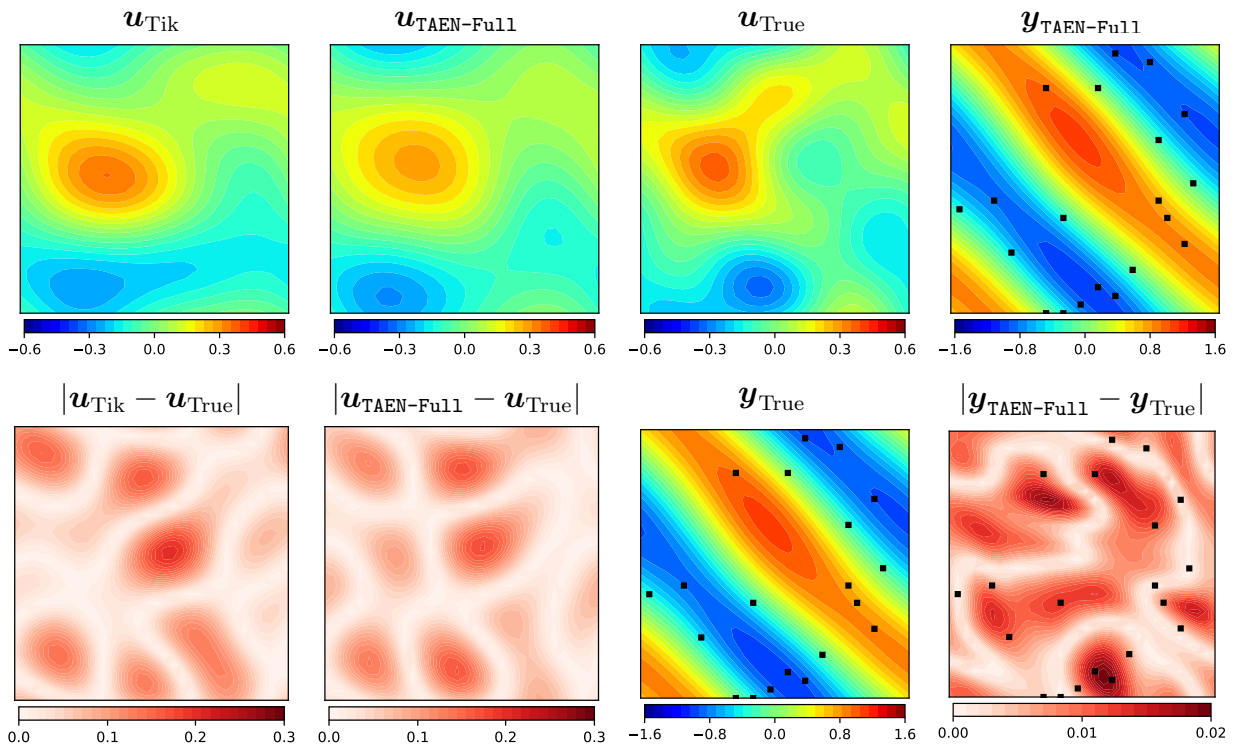 u_Tik u_TAEN-Full u_True y_TAEN-Full
−0.6 −0.3 0.0 0.3 0.6 −0.6 −0.3 0.0 0.3 0.6 −0.6 −0.3 0.0 0.3 0.6 −1.6 −0.8 0.0 0.8 1.6
|u_Tik − u_True| |u_TAEN-Full − u_True| y_True |y_TAEN-Full − y_True|
0.0 0.1 0.2 0.3 0.0 0.1 0.2 0.3 −1.6 −0.8 0.0 0.8 1.6 0.00 0.01 0.02